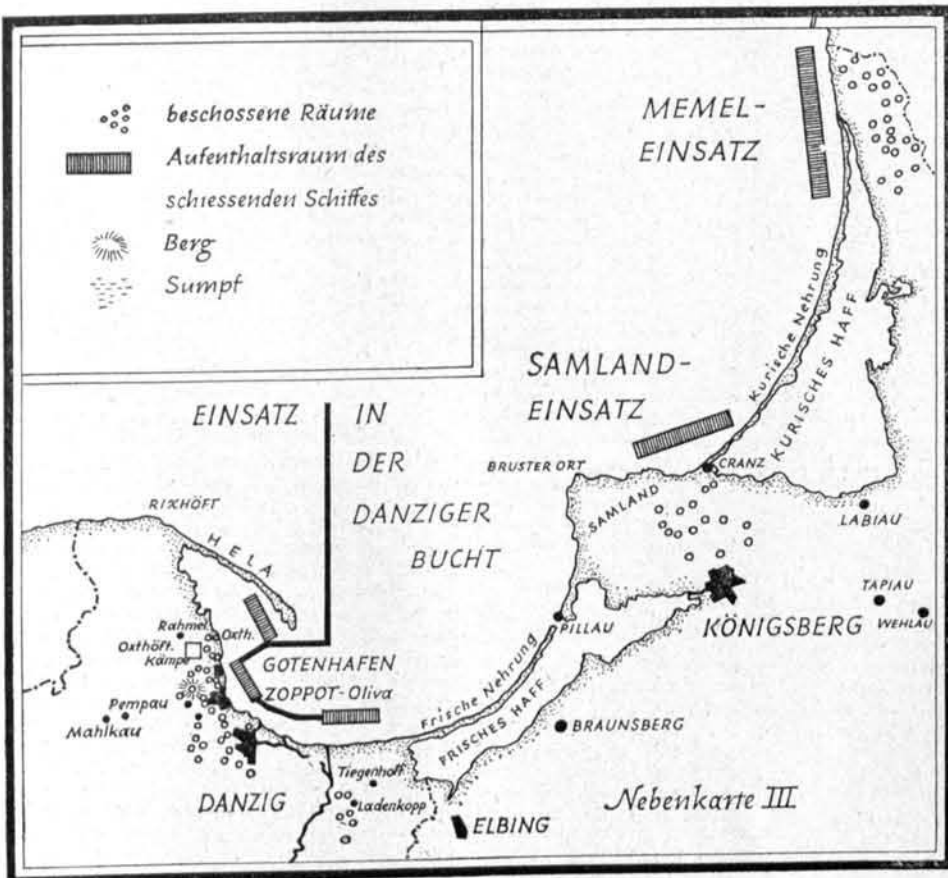 beschossene Räume
Aufenthaltsraum des
schiessenden Schiffes
Berg
Sumpf
MEMEL-
EINSATZ
Kurische Nehrung
KURISCHES HAFF
SAMLAND-
EINSATZ
BRUSTER ORT
CRANZ
SAMLAND
LABIAU
EINSATZ IN
DER
DANZIGER
BUCHT
RIXHÖFT
HELA
TAPIAU
WEHLAU
KÖNIGSBERG
PILLAU
Rahmel
Oxth.
Oxthöft.
Kämpe
GOTENHAFEN
ZOPPOT-Oliva
Pempau
Mahlkau
Frische Nehrung
FRISCHES HAFF
BRAUNSBERG
DANZIG
Tiegenhoff
Ladenkopp
ELBING
Nebenkarte III